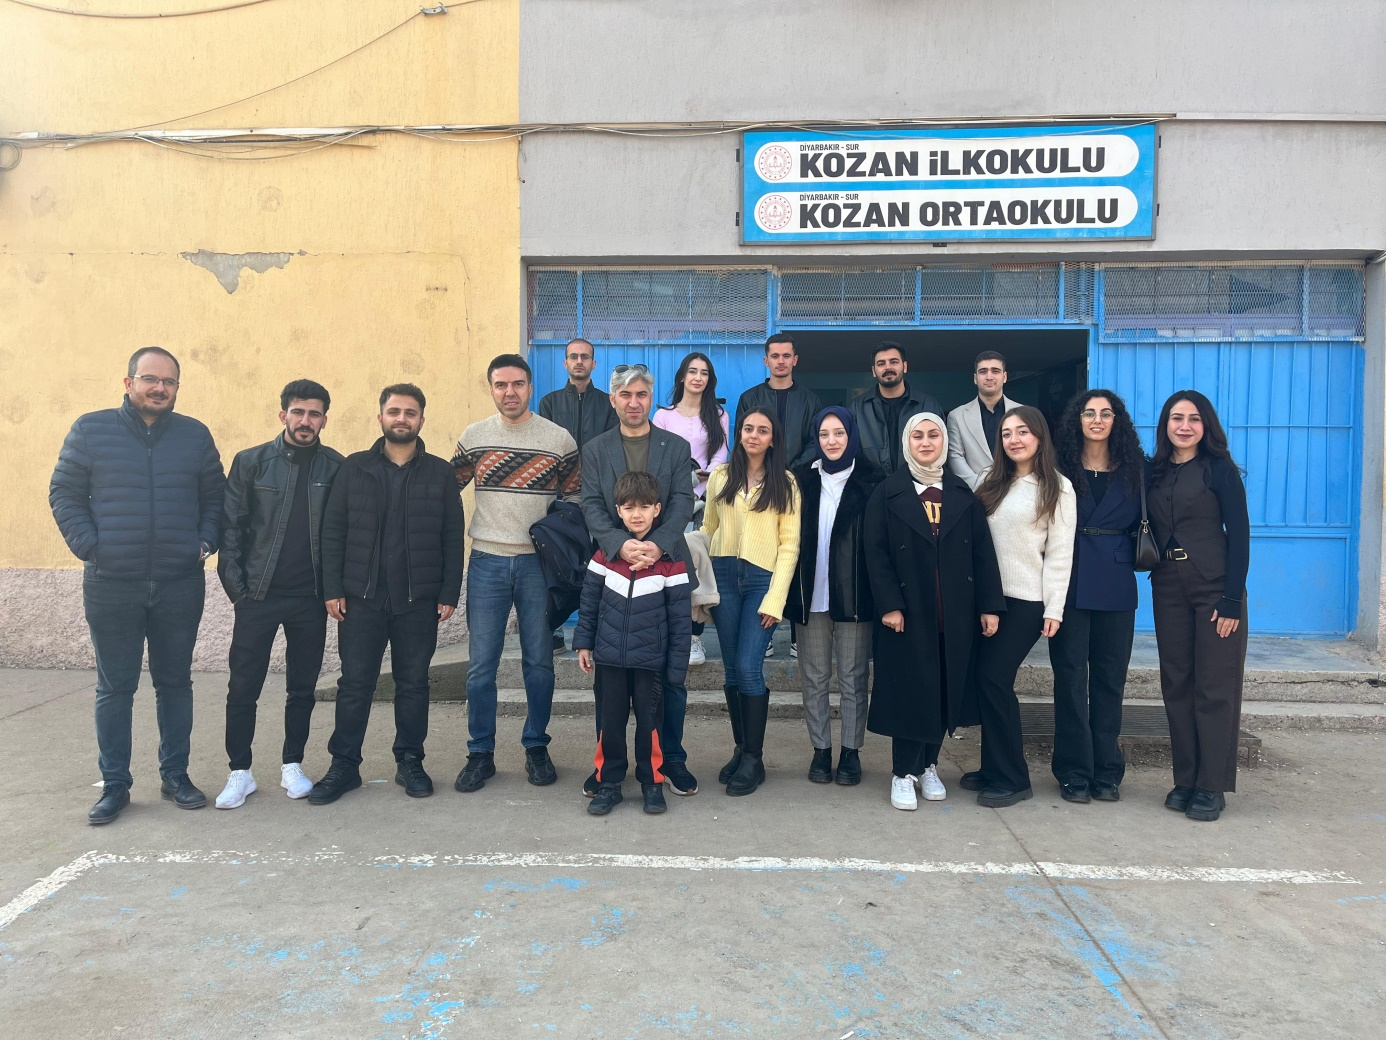 DİYARBAKIR - SUR
KOZAN İLKOKULU
DİYARBAKIR - SUR
KOZAN ORTAOKULU